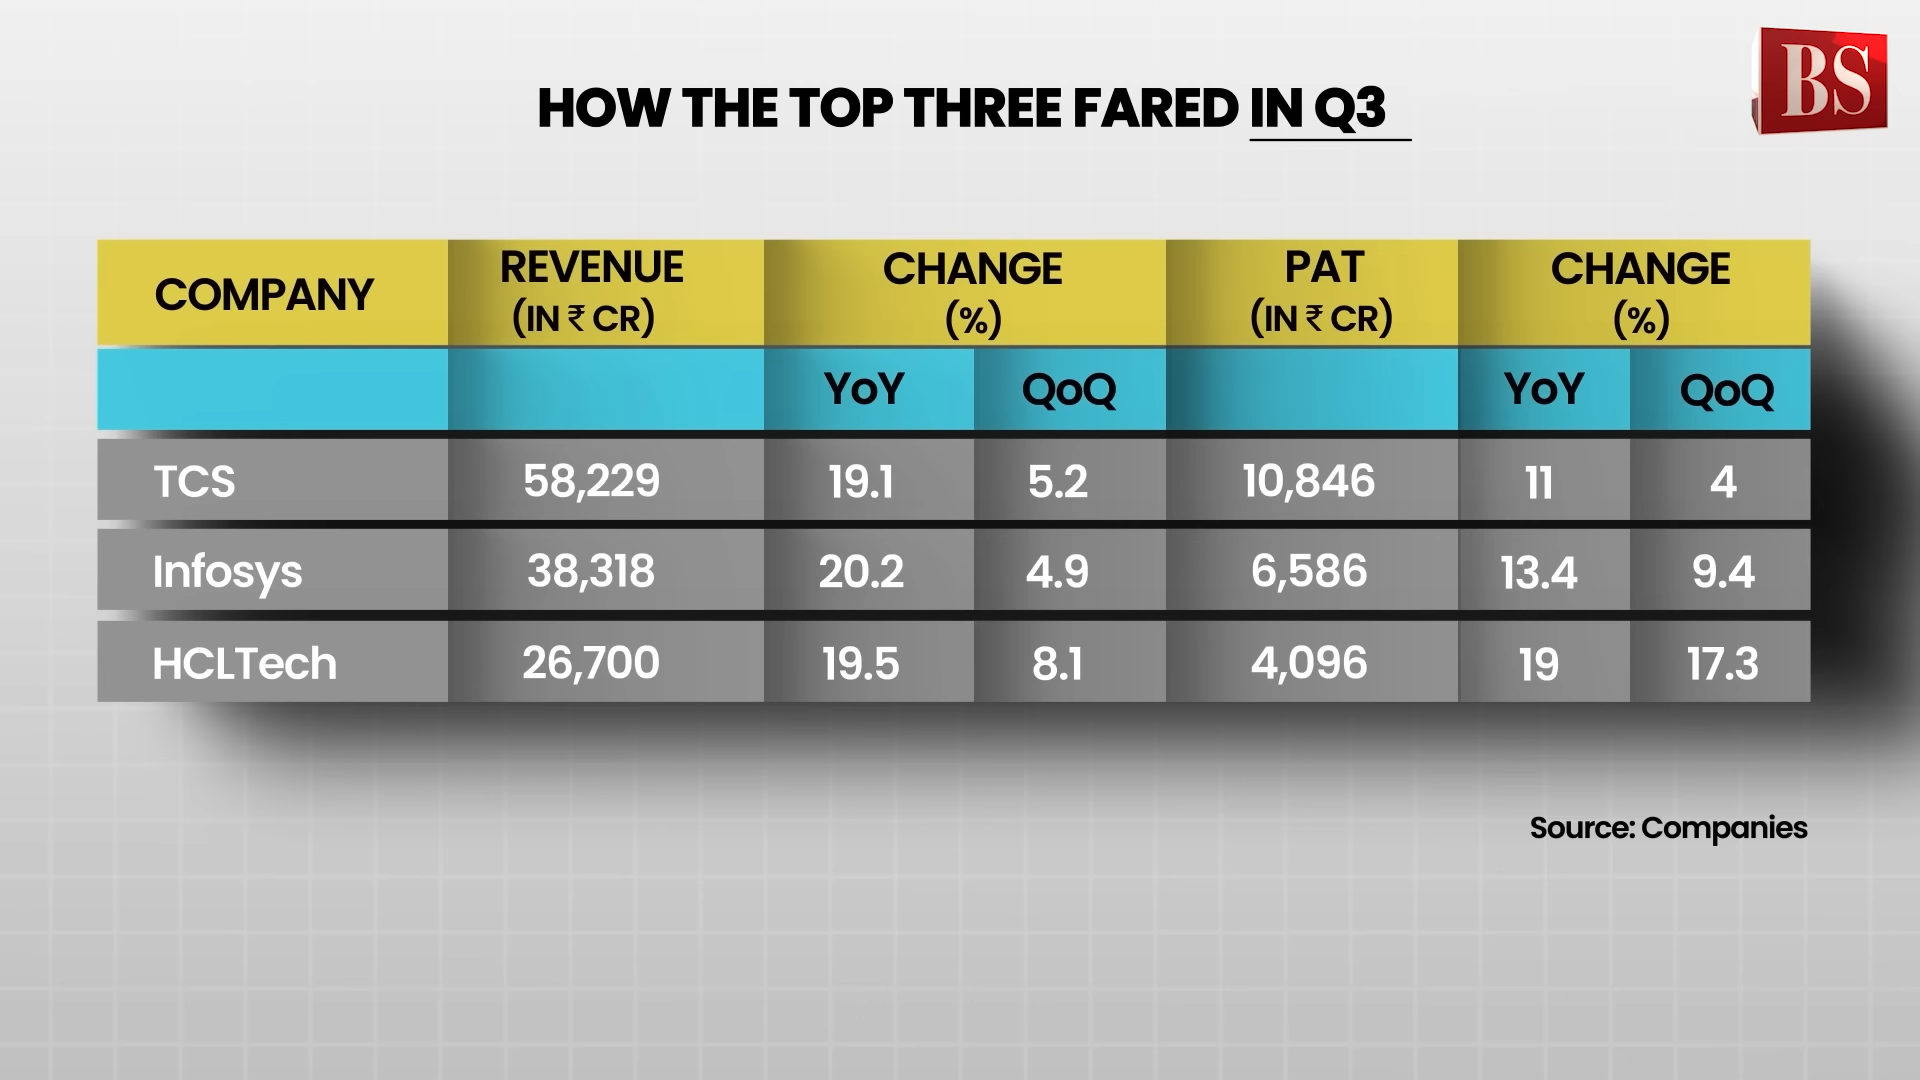 BS
HOW THE TOP THREE FARED IN Q3
COMPANY REVENUE (IN ₹ CR) CHANGE (%) PAT (IN ₹ CR) CHANGE (%)
YoY QoQ YoY QoQ
TCS 58,229 19.1 5.2 10,846 11 4
Infosys 38,318 20.2 4.9 6,586 13.4 9.4
HCLTech 26,700 19.5 8.1 4,096 19 17.3
Source: Companies